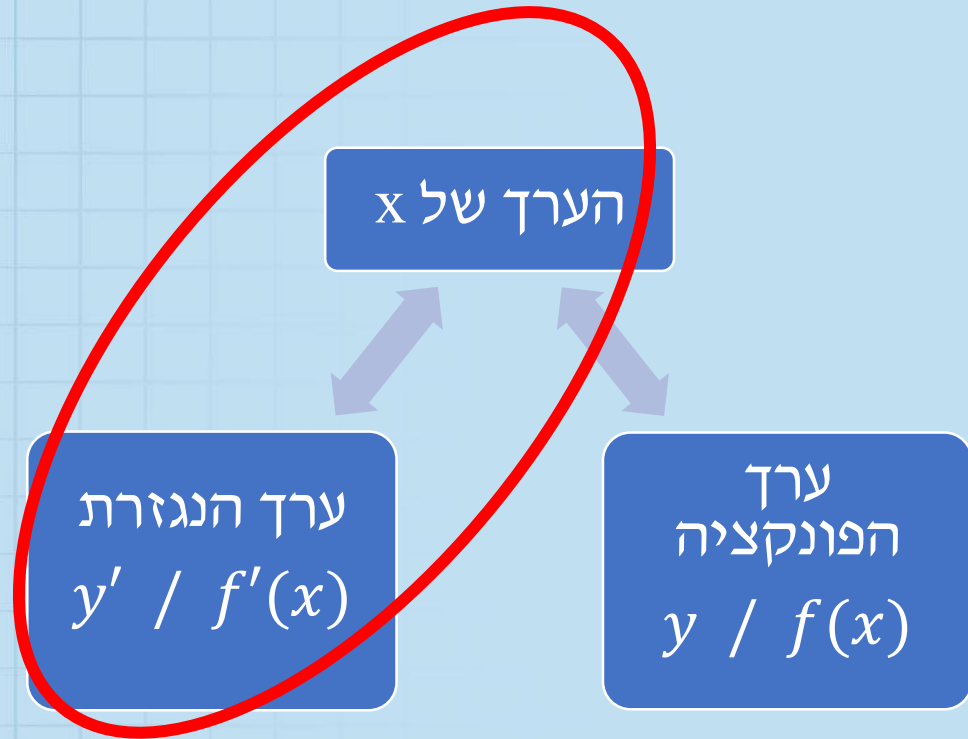 הערך של x
ערך
הפונקציה
y / f(x)
ערך הנגזרת
y′ / f′(x)